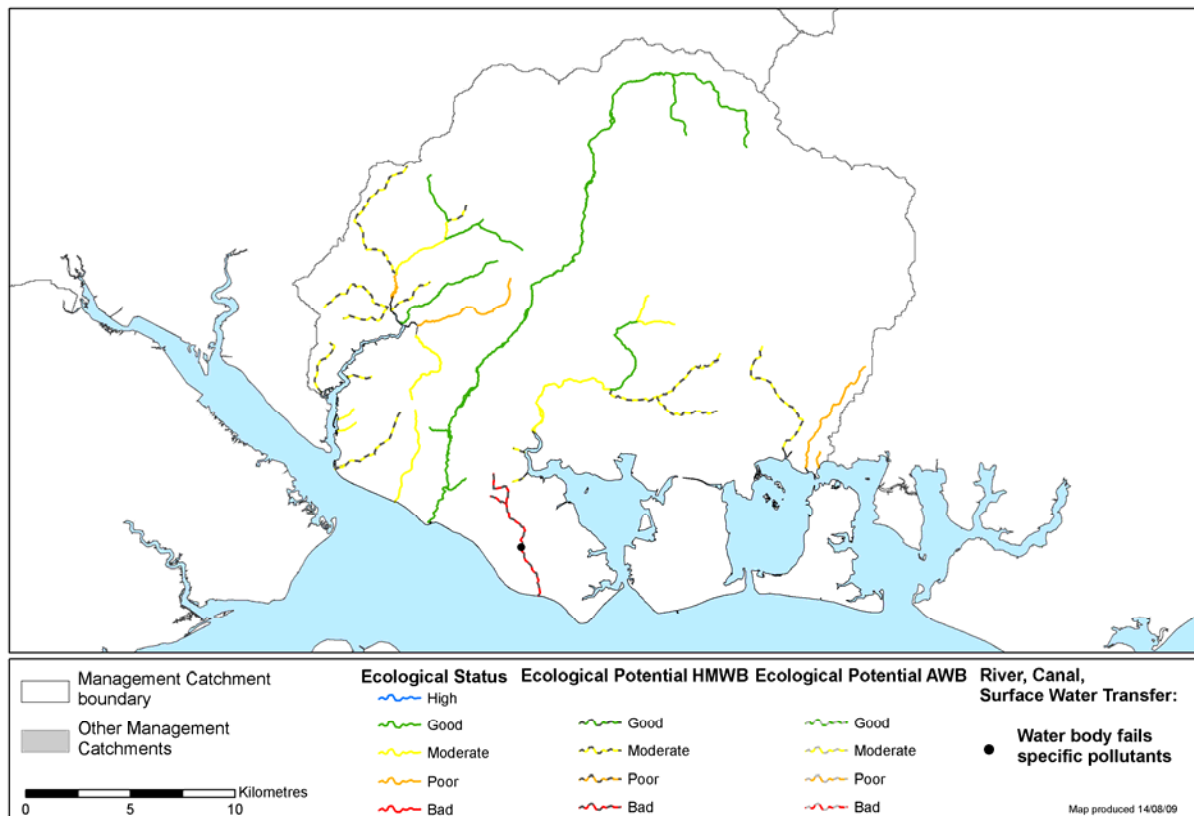 Management Catchment
boundary
Other Management
Catchments
Kilometres
0 5 10
Ecological Status
High
Good
Moderate
Poor
Bad
Ecological Potential HMWB
Good
Moderate
Poor
Bad
Ecological Potential AWB
Good
Moderate
Poor
Bad
River, Canal,
Surface Water Transfer:
Water body fails
specific pollutants
Map produced 14/08/09